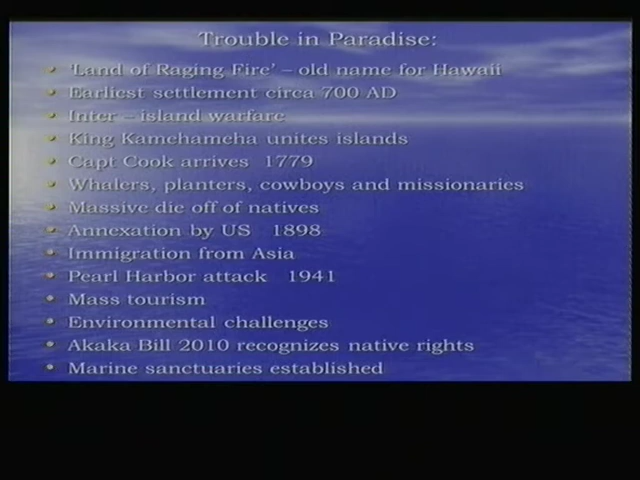 Trouble in Paradise:
• 'Land of Raging Fire' – old name for Hawaii
• Earliest settlement circa 700 AD
• Inter – island warfare
• King Kamehameha unites islands
• Capt Cook arrives 1779
• Whalers, planters, cowboys and missionaries
• Massive die off of natives
• Annexation by US 1898
• Immigration from Asia
• Pearl Harbor attack 1941
• Mass tourism
• Environmental challenges
• Akaka Bill 2010 recognizes native rights
• Marine sanctuaries established